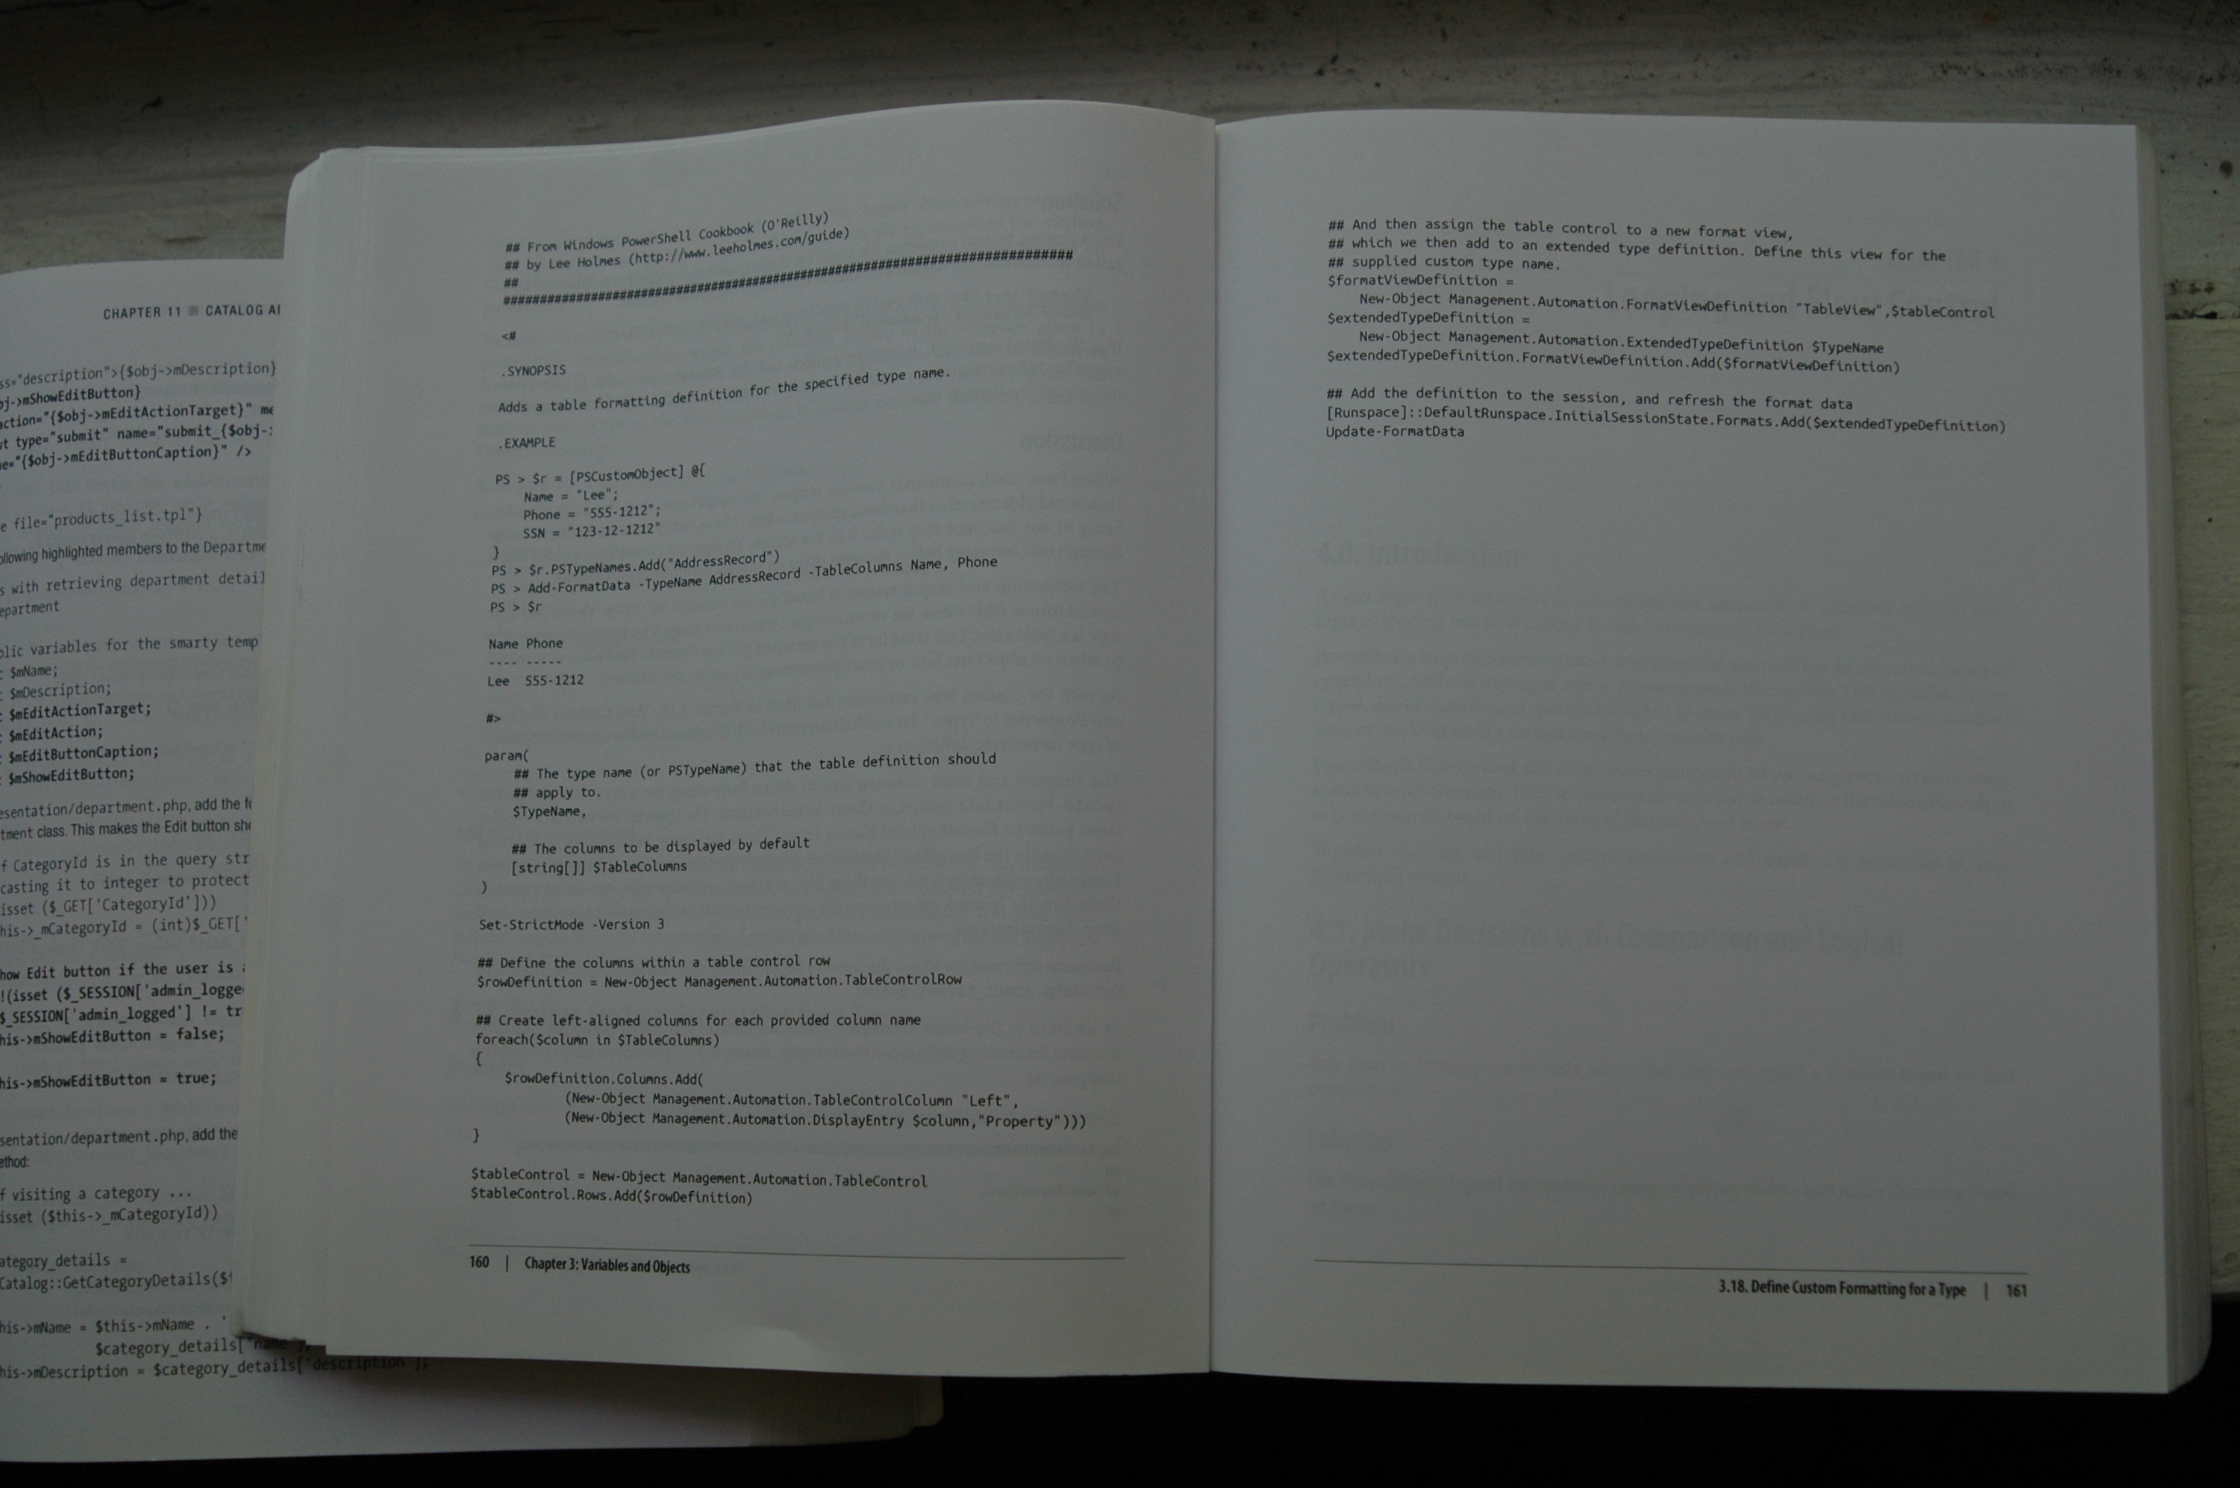 CHAPTER 11 CATALOG
ss="description">{$obj->mDescription}
bj->mShowEditButton}
action="{$obj->mEditActionTarget}" me
ut type="submit" name="submit_{$obj-
ue="{$obj->mEditButtonCaption}" />
e file="products_list.tpl"}
ollowing highlighted members to the Departme
s with retrieving department detail
epartment
blic variables for the smarty temp
$mName;
$mDescription;
$mEditActionTarget;
$mEditAction;
$mEditButtonCaption;
$mShowEditButton;
esentation/department.php, add the fo
tment class. This makes the Edit button sh
f CategoryId is in the query str
casting it to integer to protect
isset ($_GET['CategoryId']))
his->_mCategoryId = (int)$_GET['
how Edit button if the user is
!(isset ($_SESSION['admin_logge
$_SESSION['admin_logged'] != tr
his->mShowEditButton = false;
his->mShowEditButton = true;
sentation/department.php, add the
ethod:
f visiting a category ...
isset ($this->_mCategoryId))
ategory_details =
Catalog::GetCategoryDetails($
his->mName = $this->mName . '
$category_details['name'],
his->mDescription = $category_details['description'];
## From Windows PowerShell Cookbook (O'Reilly)
## by Lee Holmes (http://www.leeholmes.com/guide)
##
##############################################################################
<#
.SYNOPSIS
Adds a table formatting definition for the specified type name.
.EXAMPLE
PS > $r = [PSCustomObject] @{
Name = "Lee";
Phone = "555-1212";
SSN = "123-12-1212"
}
PS > $r.PSTypeNames.Add("AddressRecord")
PS > Add-FormatData -TypeName AddressRecord -TableColumns Name, Phone
PS > $r
Name Phone
---- -----
Lee 555-1212
#>
param(
## The type name (or PSTypeName) that the table definition should
## apply to.
$TypeName,
## The columns to be displayed by default
[string[]] $TableColumns
)
Set-StrictMode -Version 3
## Define the columns within a table control row
$rowDefinition = New-Object Management.Automation.TableControlRow
## Create left-aligned columns for each provided column name
foreach($column in $TableColumns)
{
$rowDefinition.Columns.Add(
(New-Object Management.Automation.TableControlColumn "Left",
(New-Object Management.Automation.DisplayEntry $column,"Property")))
}
$tableControl = New-Object Management.Automation.TableControl
$tableControl.Rows.Add($rowDefinition)
160 | Chapter 3: Variables and Objects
## And then assign the table control to a new format view,
## which we then add to an extended type definition. Define this view for the
## supplied custom type name.
$formatViewDefinition =
New-Object Management.Automation.FormatViewDefinition "TableView",$tableControl
$extendedTypeDefinition =
New-Object Management.Automation.ExtendedTypeDefinition $TypeName
$extendedTypeDefinition.FormatViewDefinition.Add($formatViewDefinition)
## Add the definition to the session, and refresh the format data
[Runspace]::DefaultRunspace.InitialSessionState.Formats.Add($extendedTypeDefinition)
Update-FormatData
3.18. Define Custom Formatting for a Type | 161